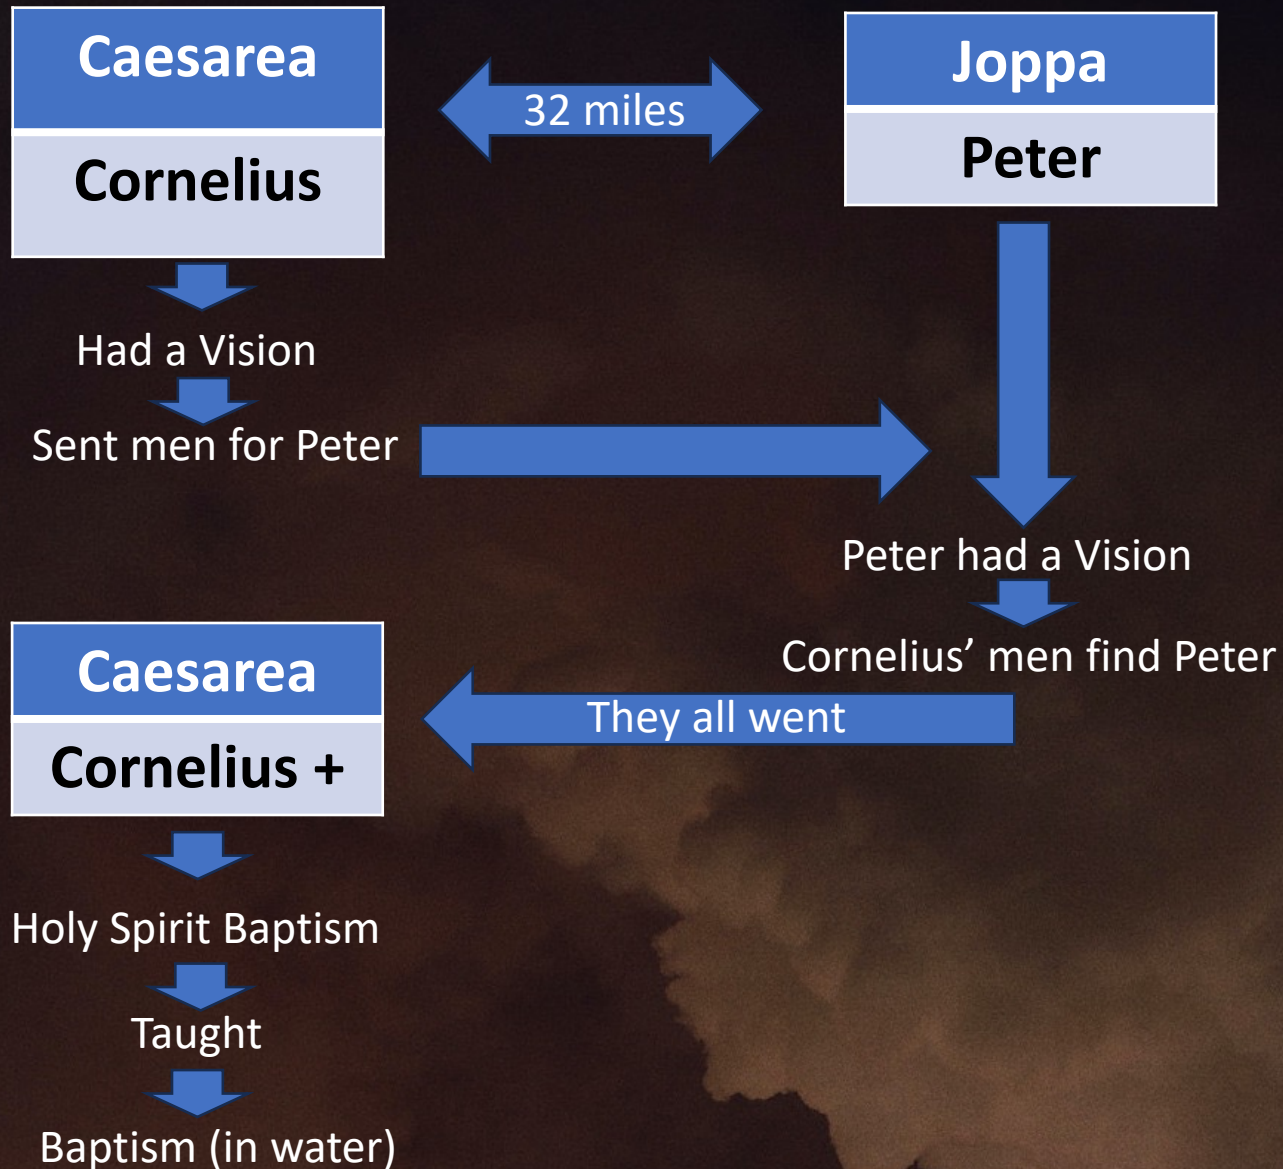 Caesarea
Cornelius
32 miles
Joppa
Peter
Had a Vision
Sent men for Peter
Peter had a Vision
Cornelius’ men find Peter
They all went
Caesarea
Cornelius +
Holy Spirit Baptism
Taught
Baptism (in water)